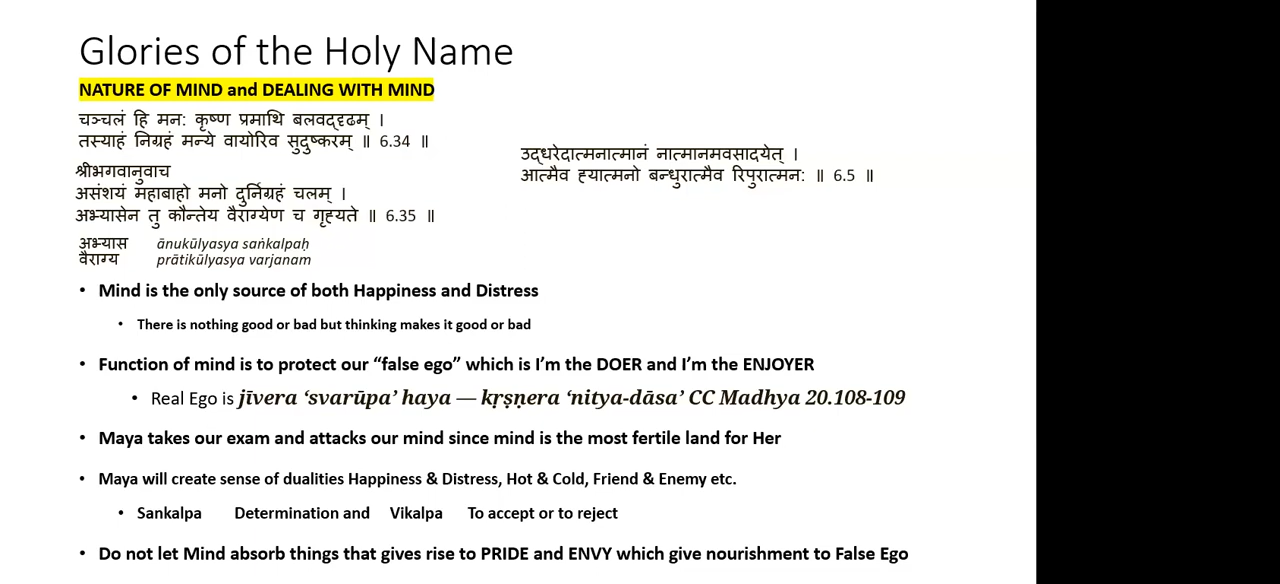 Glories of the Holy Name
NATURE OF MIND and DEALING WITH MIND
चञ्चलं हि मन: कृष्ण प्रमाथि बलवद्दृढम् ।
तस्याहं निग्रहं मन्ये वायोरिव सुदुष्करम् ॥ 6.34 ॥
श्रीभगवानुवाच
असंशयं महाबाहो मनो दुर्निग्रहं चलम् ।
अभ्यासेन तु कौन्तेय वैराग्येण च गृह्यते ॥ 6.35 ॥
उद्धरेदात्मनात्मानं नात्मानमवसादयेत् ।
आत्मैव ह्यात्मनो बन्धुरात्मैव रिपुरात्मन: ॥ 6.5 ॥
अभ्यास ānukūlyasya saṅkalpaḥ
वैराग्य prātikūlyasya varjanam
• Mind is the only source of both Happiness and Distress
• There is nothing good or bad but thinking makes it good or bad
• Function of mind is to protect our “false ego” which is I’m the DOER and I’m the ENJOYER
• Real Ego is jīvera ‘svarūpa’ haya — kṛṣṇera ‘nitya-dāsa’ CC Madhya 20.108-109
• Maya takes our exam and attacks our mind since mind is the most fertile land for Her
• Maya will create sense of dualities Happiness & Distress, Hot & Cold, Friend & Enemy etc.
• Sankalpa Determination and Vikalpa To accept or to reject
• Do not let Mind absorb things that gives rise to PRIDE and ENVY which give nourishment to False Ego